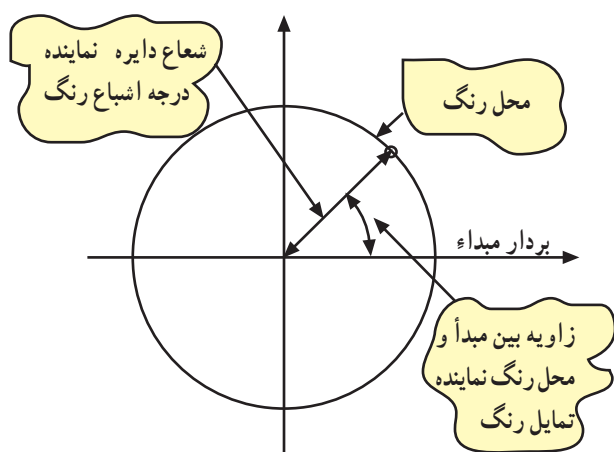 شعاع دایره نماینده
درجه اشباع رنگ
محل رنگ
بردار مبداء
زاویه بین مبدأ و
محل رنگ نماینده
تمایل رنگ